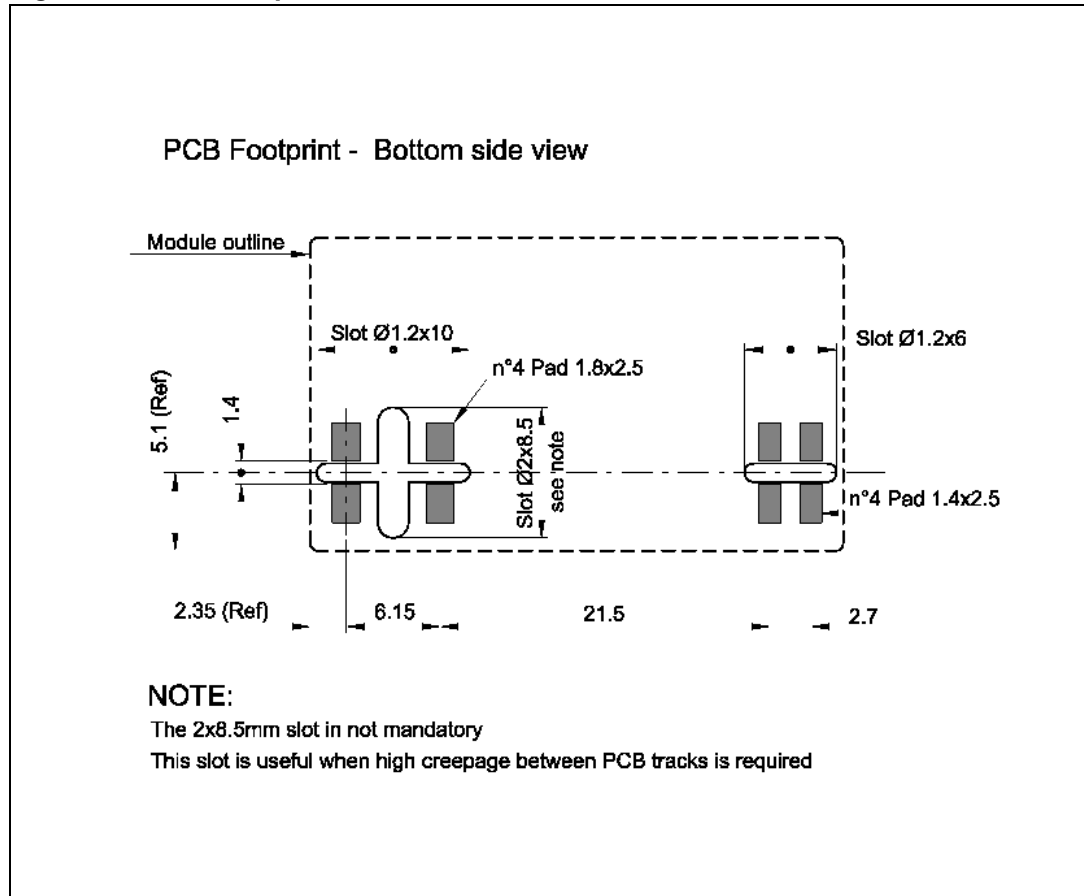 PCB Footprint - Bottom side view
Module outline
Slot Ø1.2x10
Slot Ø1.2x6
n°4 Pad 1.8x2.5
5.1 (Ref)
1.4
Slot Ø2x8.5
see note
n°4 Pad 1.4x2.5
2.35 (Ref)
6.15
21.5
2.7
NOTE:
The 2x8.5mm slot in not mandatory
This slot is useful when high creepage between PCB tracks is required